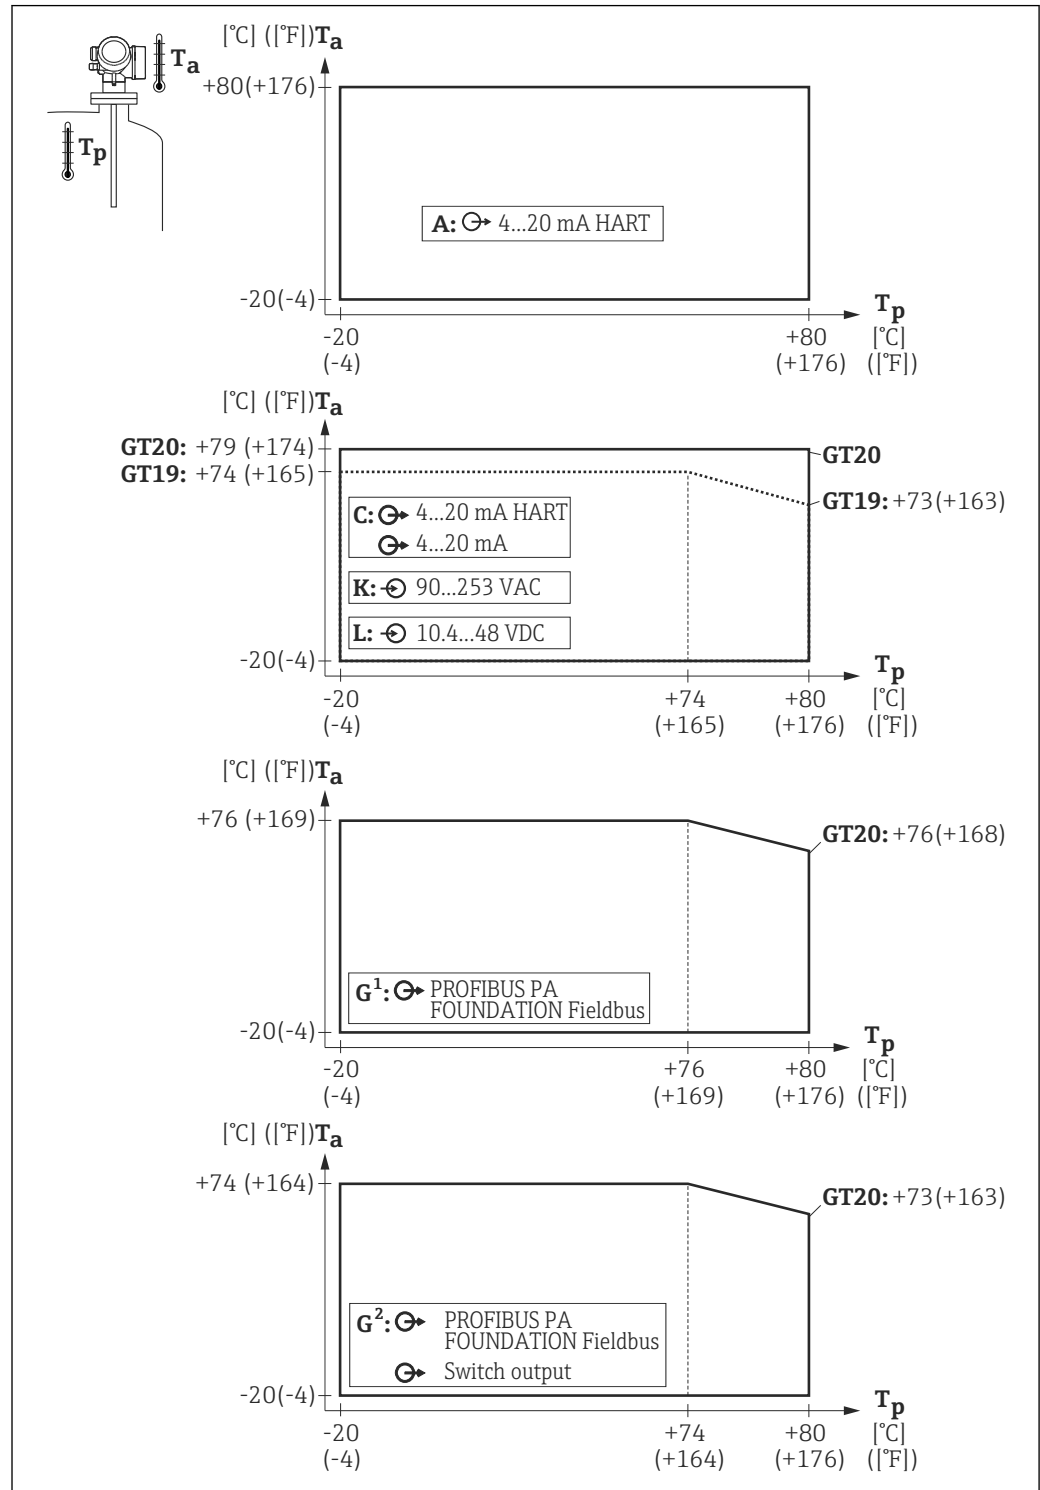 [°C] ([°F])Ta
Ta
+80(+176)
Tp
A: 4...20 mA HART
-20(-4)
Tp
-20 +80 [°C]
(-4) (+176) ([°F])
[°C] ([°F])Ta
GT20: +79 (+174)
GT20
GT19: +74 (+165)
GT19: +73(+163)
C: 4...20 mA HART
4...20 mA
K: 90...253 VAC
L: 10.4...48 VDC
-20(-4)
Tp
-20 +74 +80 [°C]
(-4) (+165) (+176) ([°F])
[°C] ([°F])Ta
+76 (+169)
GT20: +76(+168)
G1: PROFIBUS PA
FOUNDATION Fieldbus
-20(-4)
Tp
-20 +76 +80 [°C]
(-4) (+169) (+176) ([°F])
[°C] ([°F])Ta
+74 (+164)
GT20: +73(+163)
G2: PROFIBUS PA
FOUNDATION Fieldbus
Switch output
-20(-4)
Tp
-20 +74 +80 [°C]
(-4) (+164) (+176) ([°F])